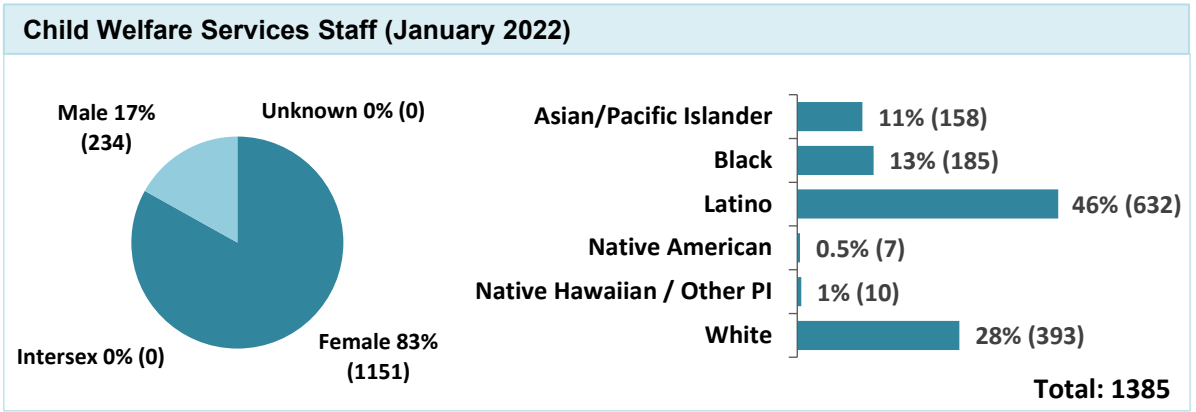 Child Welfare Services Staff (January 2022)
Male 17%
(234)
Unknown 0% (0)
Intersex 0% (0)
Female 83%
(1151)
Asian/Pacific Islander 11% (158)
Black 13% (185)
Latino 46% (632)
Native American 0.5% (7)
Native Hawaiian / Other PI 1% (10)
White 28% (393)
Total: 1385